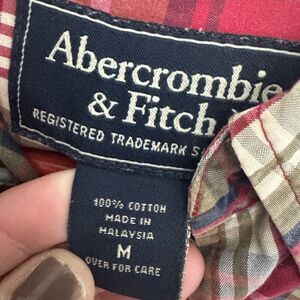 Abercrombie
& Fitch
REGISTERED TRADEMARK
100% COTTON
MADE IN
MALAYSIA
M
OVER FOR CARE